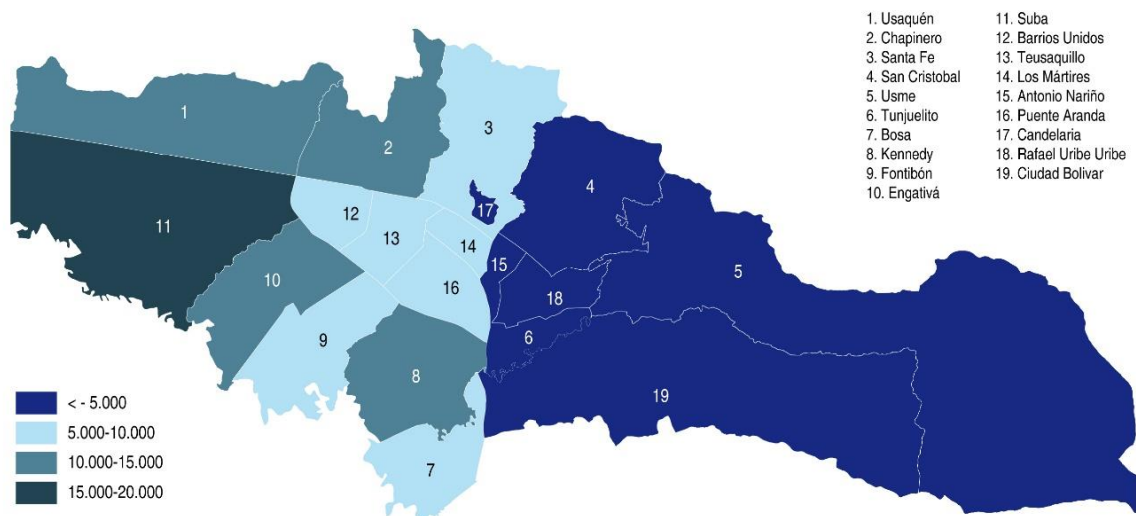 1. Usaquén
2. Chapinero
3. Santa Fe
4. San Cristobal
5. Usme
6. Tunjuelito
7. Bosa
8. Kennedy
9. Fontibón
10. Engativá
11. Suba
12. Barrios Unidos
13. Teusaquillo
14. Los Mártires
15. Antonio Nariño
16. Puente Aranda
17. Candelaria
18. Rafael Uribe Uribe
19. Ciudad Bolivar
1
2
3
4
17
12
11
13
14
15
5
10
16
18
6
9
8
19
7
< - 5.000
5.000-10.000
10.000-15.000
15.000-20.000